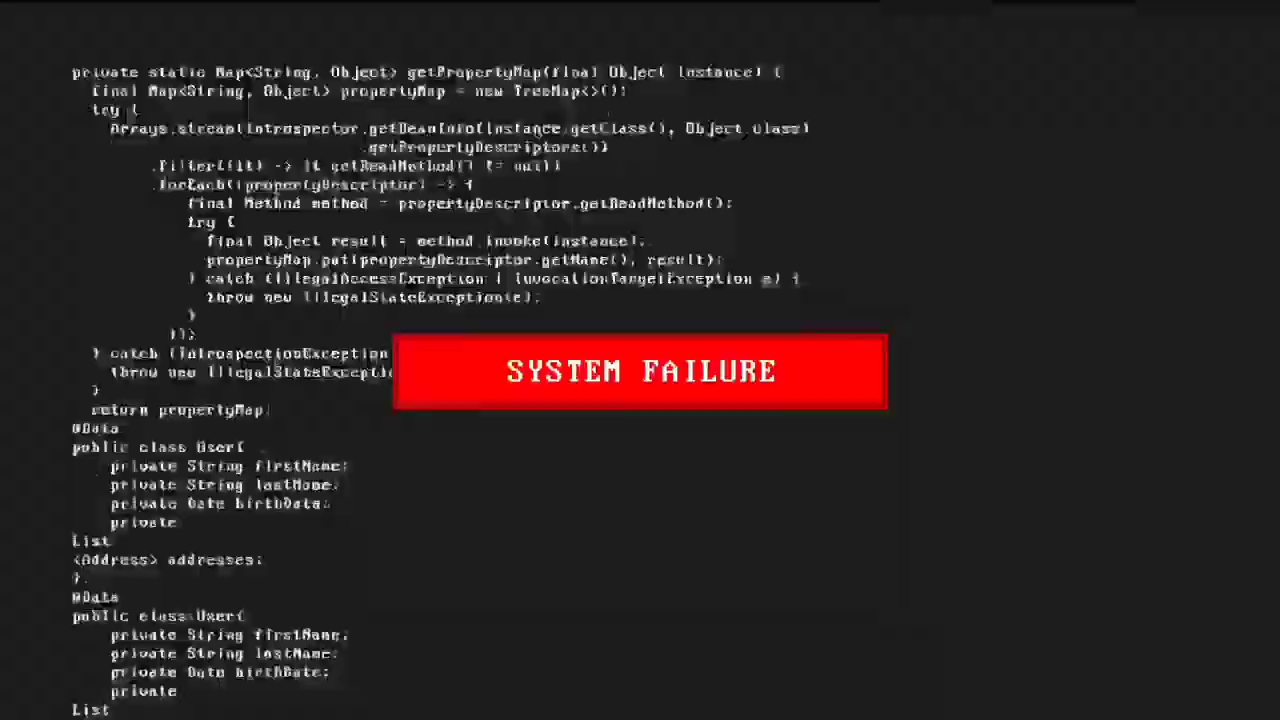 private static Map<String, Object> getPropertyMap(final Object instance) {
final Map<String, Object> propertyMap = new TreeMap<>();
try {
Arrays.stream(Introspector.getBeanInfo(instance.getClass(), Object.class)
.getPropertyDescriptors())
.filter(it) -> it.getReadMethod() != null)
.forEach((propertyDescriptor) -> {
final Method method = propertyDescriptor.getReadMethod();
try {
final Object result = method.invoke(instance);
propertyMap.put(propertyDescriptor.getName(), result);
} catch (IllegalAccessException | InvocationTargetException e) {
throw new IllegalStateException(e);
}
});
} catch (IntrospectionException
throw new IllegalStateExceptio
SYSTEM FAILURE
}
return propertyMap;
@Data
public class User{
private String firstName;
private String lastName;
private Date birthData;
private
List
<Address> addresses;
}
@Data
public class User{
private String firstName;
private String lastName;
private Date birthDate;
private
List